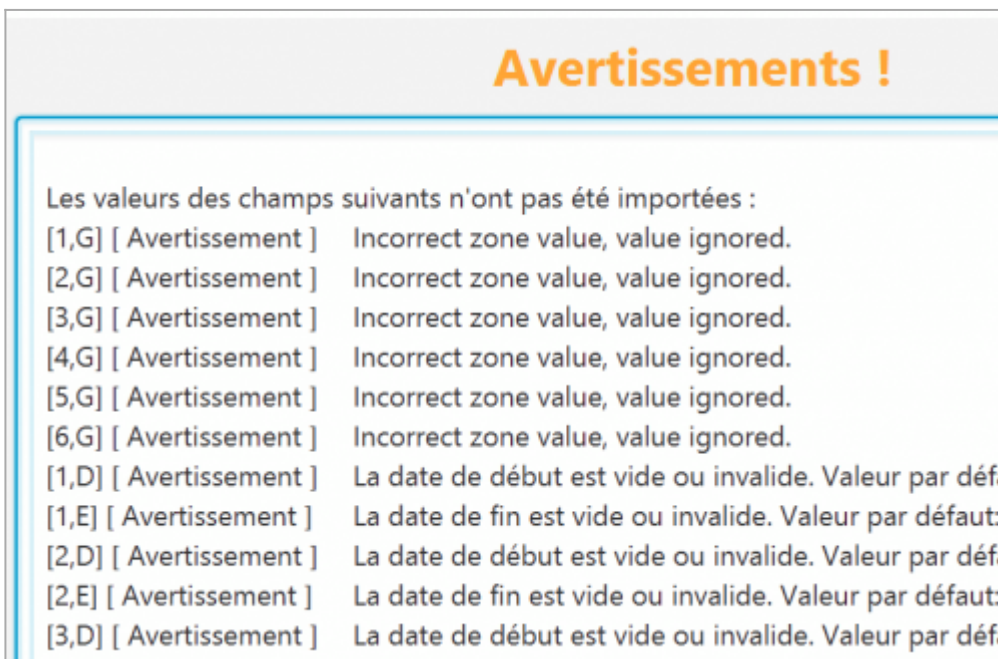 Avertissements !
Les valeurs des champs suivants n'ont pas été importées :
[1,G] [ Avertissement ] Incorrect zone value, value ignored.
[2,G] [ Avertissement ] Incorrect zone value, value ignored.
[3,G] [ Avertissement ] Incorrect zone value, value ignored.
[4,G] [ Avertissement ] Incorrect zone value, value ignored.
[5,G] [ Avertissement ] Incorrect zone value, value ignored.
[6,G] [ Avertissement ] Incorrect zone value, value ignored.
[1,D] [ Avertissement ] La date de début est vide ou invalide. Valeur par défa
[1,E] [ Avertissement ] La date de fin est vide ou invalide. Valeur par défaut:
[2,D] [ Avertissement ] La date de début est vide ou invalide. Valeur par défa
[2,E] [ Avertissement ] La date de fin est vide ou invalide. Valeur par défaut:
[3,D] [ Avertissement ] La date de début est vide ou invalide. Valeur par défa